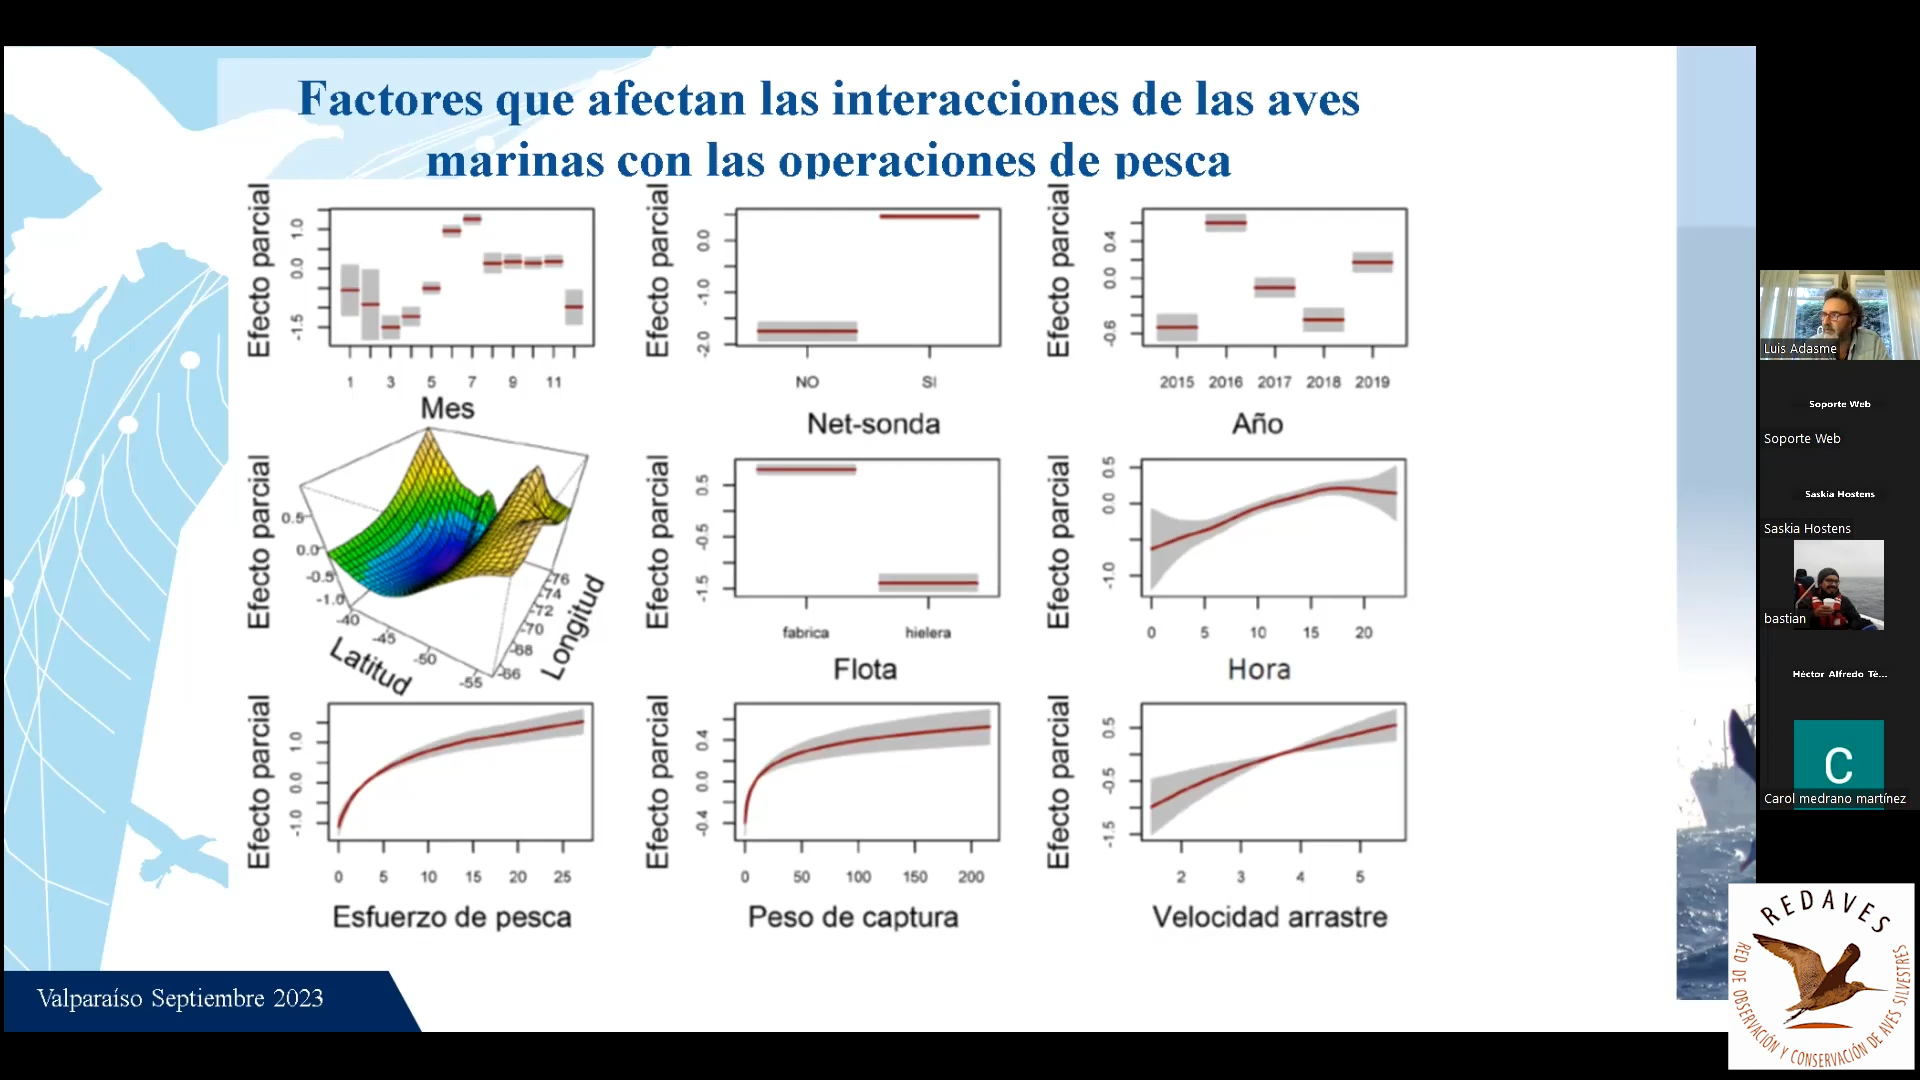 Factores que afectan las interacciones de las aves
marinas con las operaciones de pesca
Efecto parcial
1.0
0.0
-1.5
1 3 5 7 9 11
Mes
Efecto parcial
0.0
-1.0
-2.0
NO SI
Net-sonda
Efecto parcial
0.4
0.0
-0.6
2015 2016 2017 2018 2019
Año
Efecto parcial
0.5
0.0
-0.5
-1.0
-40
-45
-50
-55
Latitud
-76
-74
-72
-70
-68
-66
Longitud
Efecto parcial
0.5
-0.5
-1.5
fabrica hielera
Flota
Efecto parcial
0.5
0.0
-1.0
0 5 10 15 20
Hora
Efecto parcial
1.0
0.0
-1.0
0 5 10 15 20 25
Esfuerzo de pesca
Efecto parcial
0.4
0.0
-0.4
0 50 100 150 200
Peso de captura
Efecto parcial
0.5
-0.5
-1.5
2 3 4 5
Velocidad arrastre
Valparaíso Septiembre 2023
Luis Adasme
Soporte Web
Soporte Web
Saskia Hostens
Saskia Hostens
bastian
Héctor Alfredo Té...
C
Carol medrano martínez
REDAVES
RED DE OBSERVACIÓN Y CONSERVACIÓN DE AVES SILVESTRES